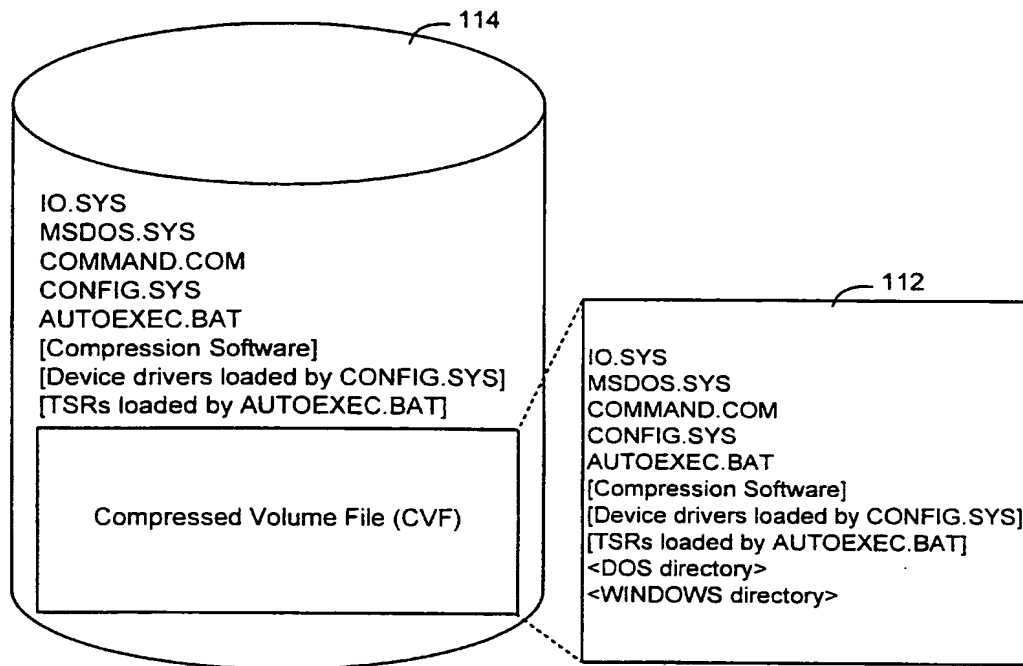 114
IO.SYS
MSDOS.SYS
COMMAND.COM
CONFIG.SYS
AUTOEXEC.BAT
[Compression Software]
[Device drivers loaded by CONFIG.SYS]
[TSRs loaded by AUTOEXEC.BAT]
Compressed Volume File (CVF)
112
IO.SYS
MSDOS.SYS
COMMAND.COM
CONFIG.SYS
AUTOEXEC.BAT
[Compression Software]
[Device drivers loaded by CONFIG.SYS]
[TSRs loaded by AUTOEXEC.BAT]
<DOS directory>
<WINDOWS directory>